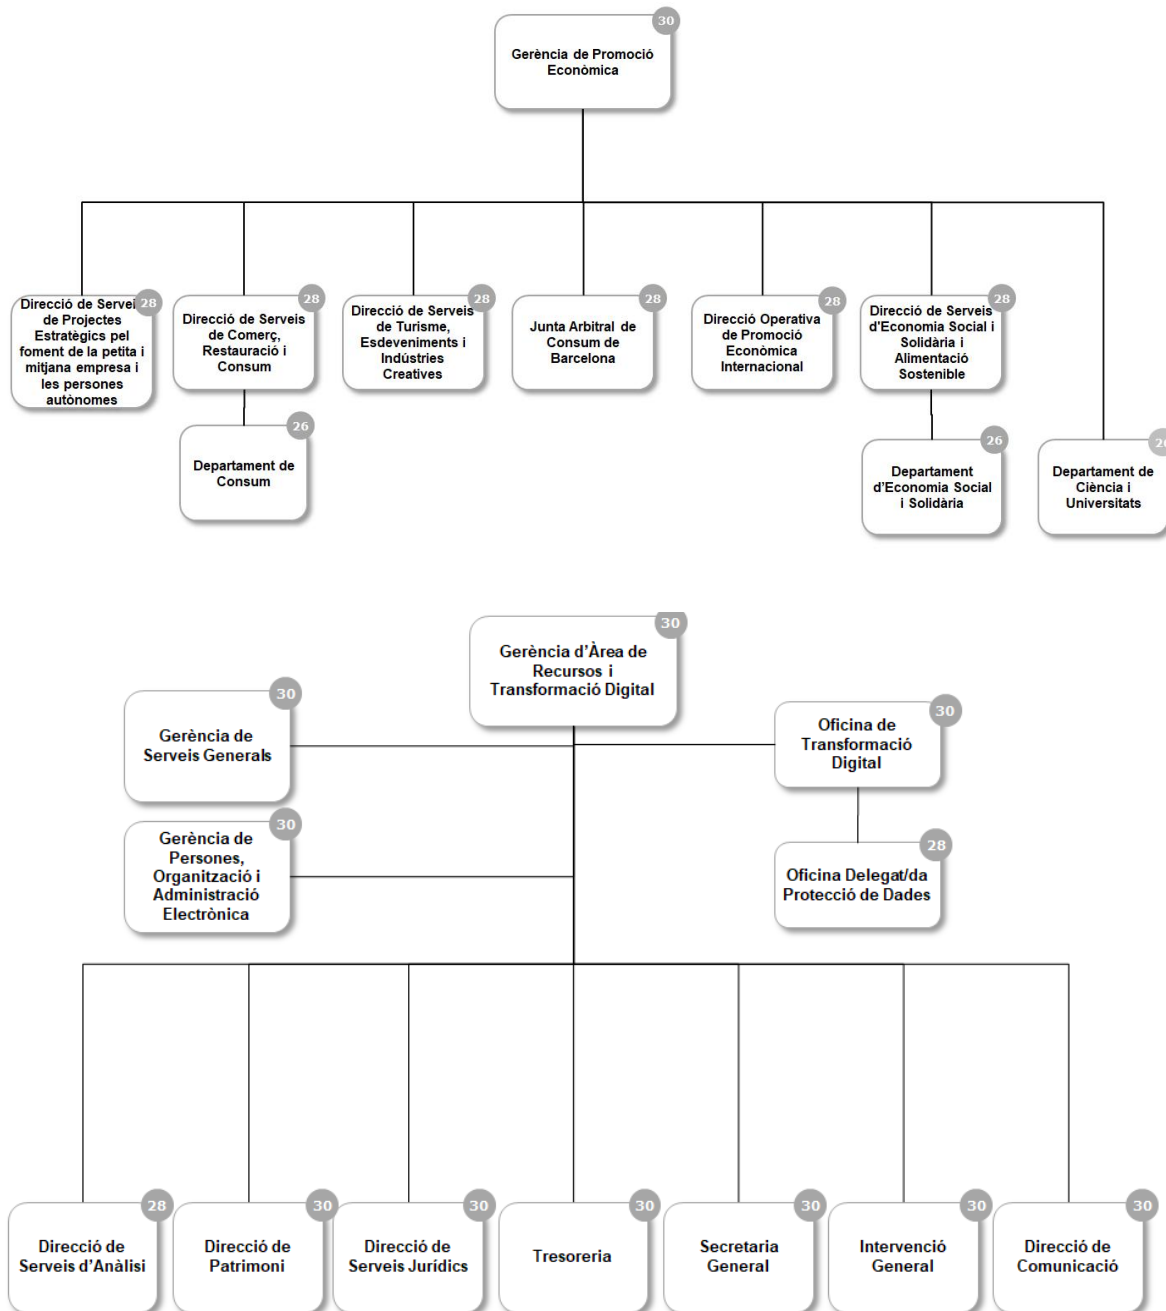 30
Gerència de Promoció
Econòmica
28
Direcció de Serveis
de Projectes
Estratègics pel
foment de la petita i
mitjana empresa i
les persones
autònomes
28
Direcció de Serveis
de Comerç,
Restauració i
Consum
28
Direcció de Serveis
de Turisme,
Esdeveniments i
Indústries
Creatives
28
Junta Arbitral de
Consum de
Barcelona
28
Direcció Operativa
de Promoció
Econòmica
Internacional
28
Direcció de Serveis
d'Economia Social i
Solidària i
Alimentació
Sostenible
26
Departament de
Consum
26
Departament
d'Economia Social
i Solidària
26
Departament de
Ciència i
Universitats
30
Gerència d'Àrea de
Recursos i
Transformació Digital
30
Gerència de
Serveis Generals
30
Oficina de
Transformació
Digital
30
Gerència de
Persones,
Organització i
Administració
Electrònica
28
Oficina Delegat/da
Protecció de Dades
28
Direcció de
Serveis d'Anàlisi
30
Direcció de
Patrimoni
30
Direcció de
Serveis Jurídics
30
Tresoreria
30
Secretaria
General
30
Intervenció
General
30
Direcció de
Comunicació